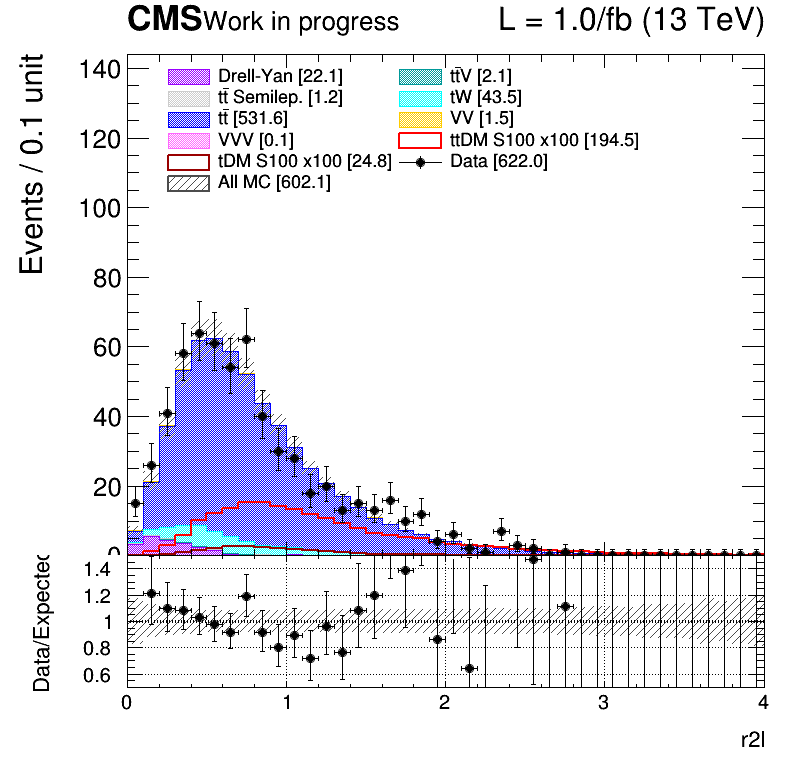 CMS Work in progress L = 1.0/fb (13 TeV)
Events / 0.1 unit
140
120
100
80
60
40
20
0
Drell-Yan [22.1] tt̄V [2.1]
tt̄ Semilep. [1.2] tW [43.5]
tt̄ [531.6] VV [1.5]
VVV [0.1] ttDM S100 x100 [194.5]
tDM S100 x100 [24.8] Data [622.0]
All MC [602.1]
Data/Expected
1.4
1.2
1
0.8
0.6
0 1 2 3 4
r2l